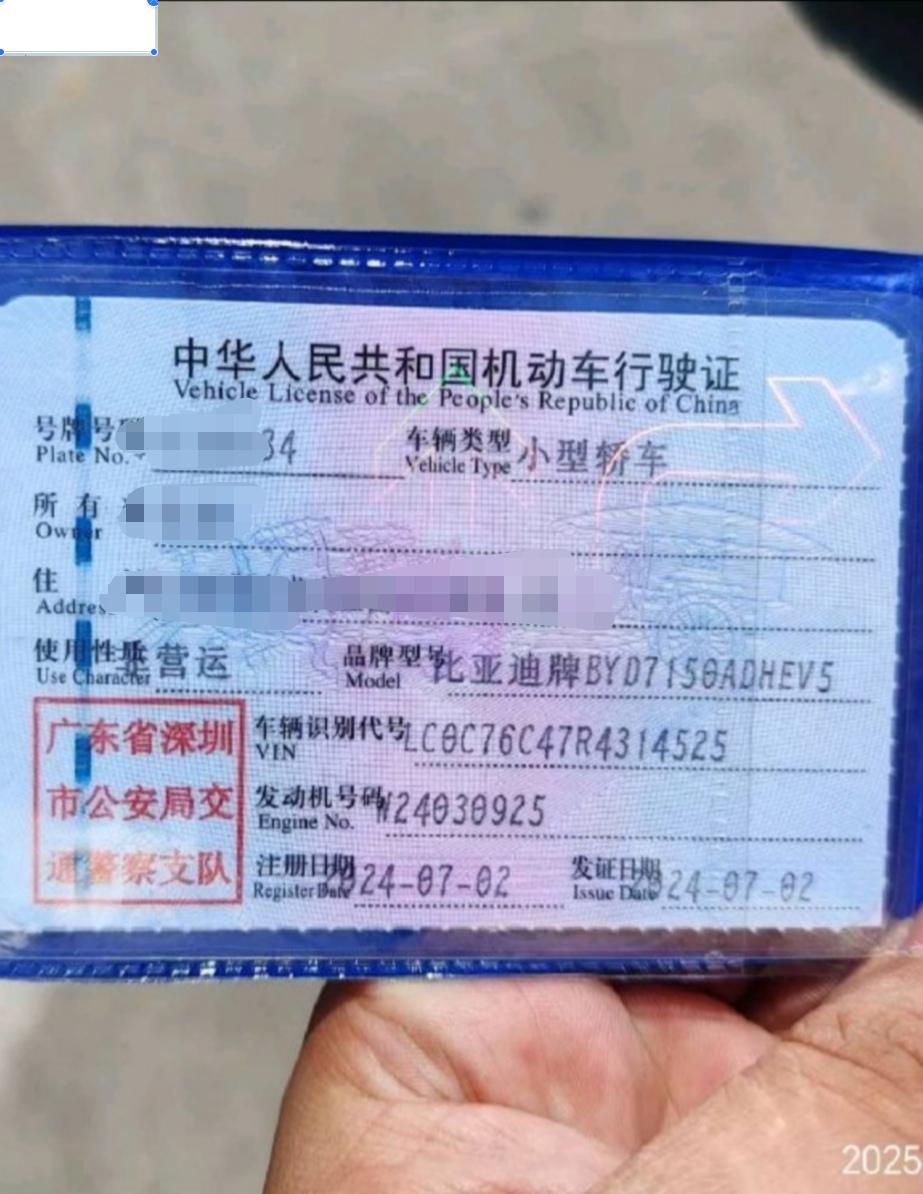 中华人民共和国机动车行驶证
Vehicle License of the People's Republic of China
号牌号 34 车辆类型 小型轿车
Plate No. Vehicle Type
所有
Owner
住
Address
使用性质 非营运 品牌型号 比亚迪牌BYD7150ADHEV5
Use Character Model
广东省深圳
市公安局交
通警察支队
车辆识别代号 LC0C76C47R4314525
VIN
发动机号码 W24030925
Engine No.
注册日期 024-07-02 发证日期 024-07-02
Register Date Issue Date
2025